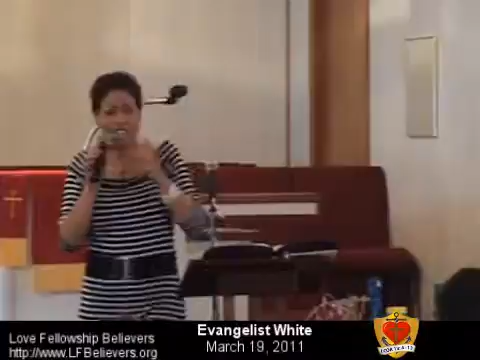 Evangelist White
Love Fellowship Believers
March 19, 2011
http://www.LFBelievers.org